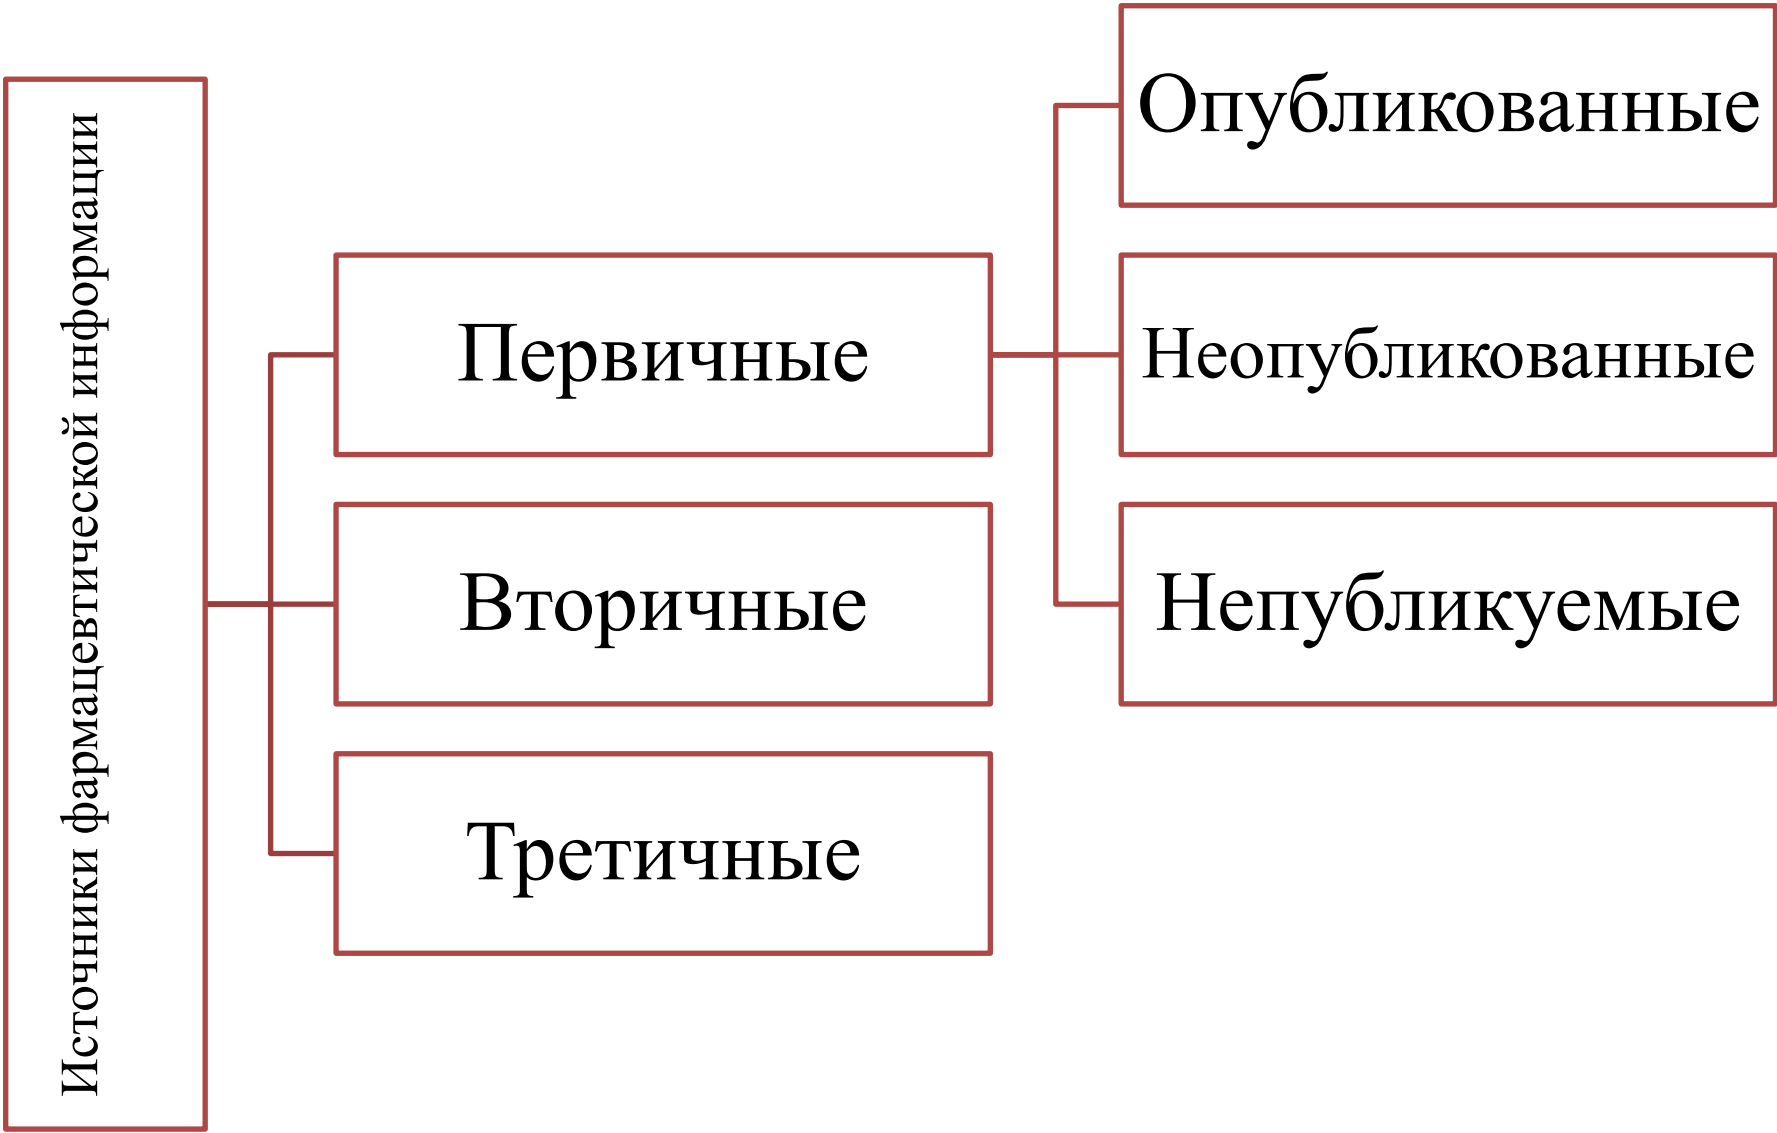 Источники фармацевтической информации
Первичные
Вторичные
Третичные
Опубликованные
Неопубликованные
Непубликуемые